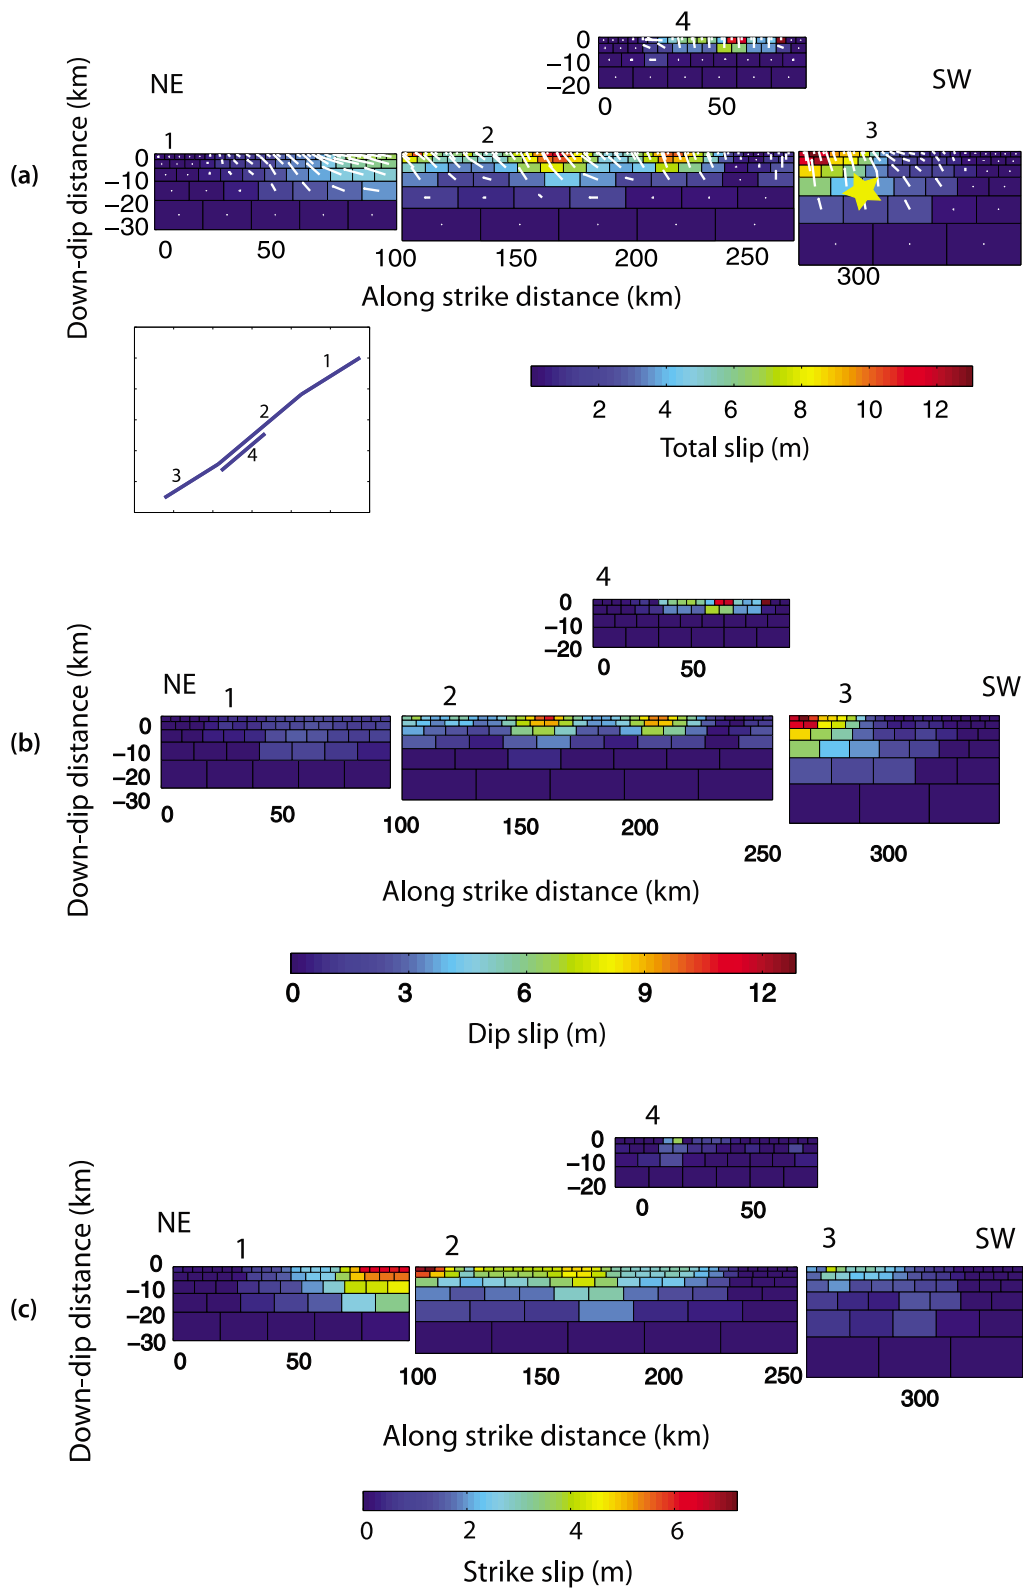 4
0
−10
−20
0 50
NE
SW
1 2 3
(a)
Down-dip distance (km)
0
−10
−20
−30
0 50 100 150 200 250 300
Along strike distance (km)
1
2
4
3
2 4 6 8 10 12
Total slip (m)
4
0
−10
−20
0 50
NE
SW
1 2 3
(b)
Down-dip distance (km)
0
−10
−20
−30
0 50 100 150 200 250 300
Along strike distance (km)
0 3 6 9 12
Dip slip (m)
4
0
−10
−20
0 50
NE
SW
1 2 3
(c)
Down-dip distance (km)
0
−10
−20
−30
0 50 100 150 200 250 300
Along strike distance (km)
0 2 4 6
Strike slip (m)